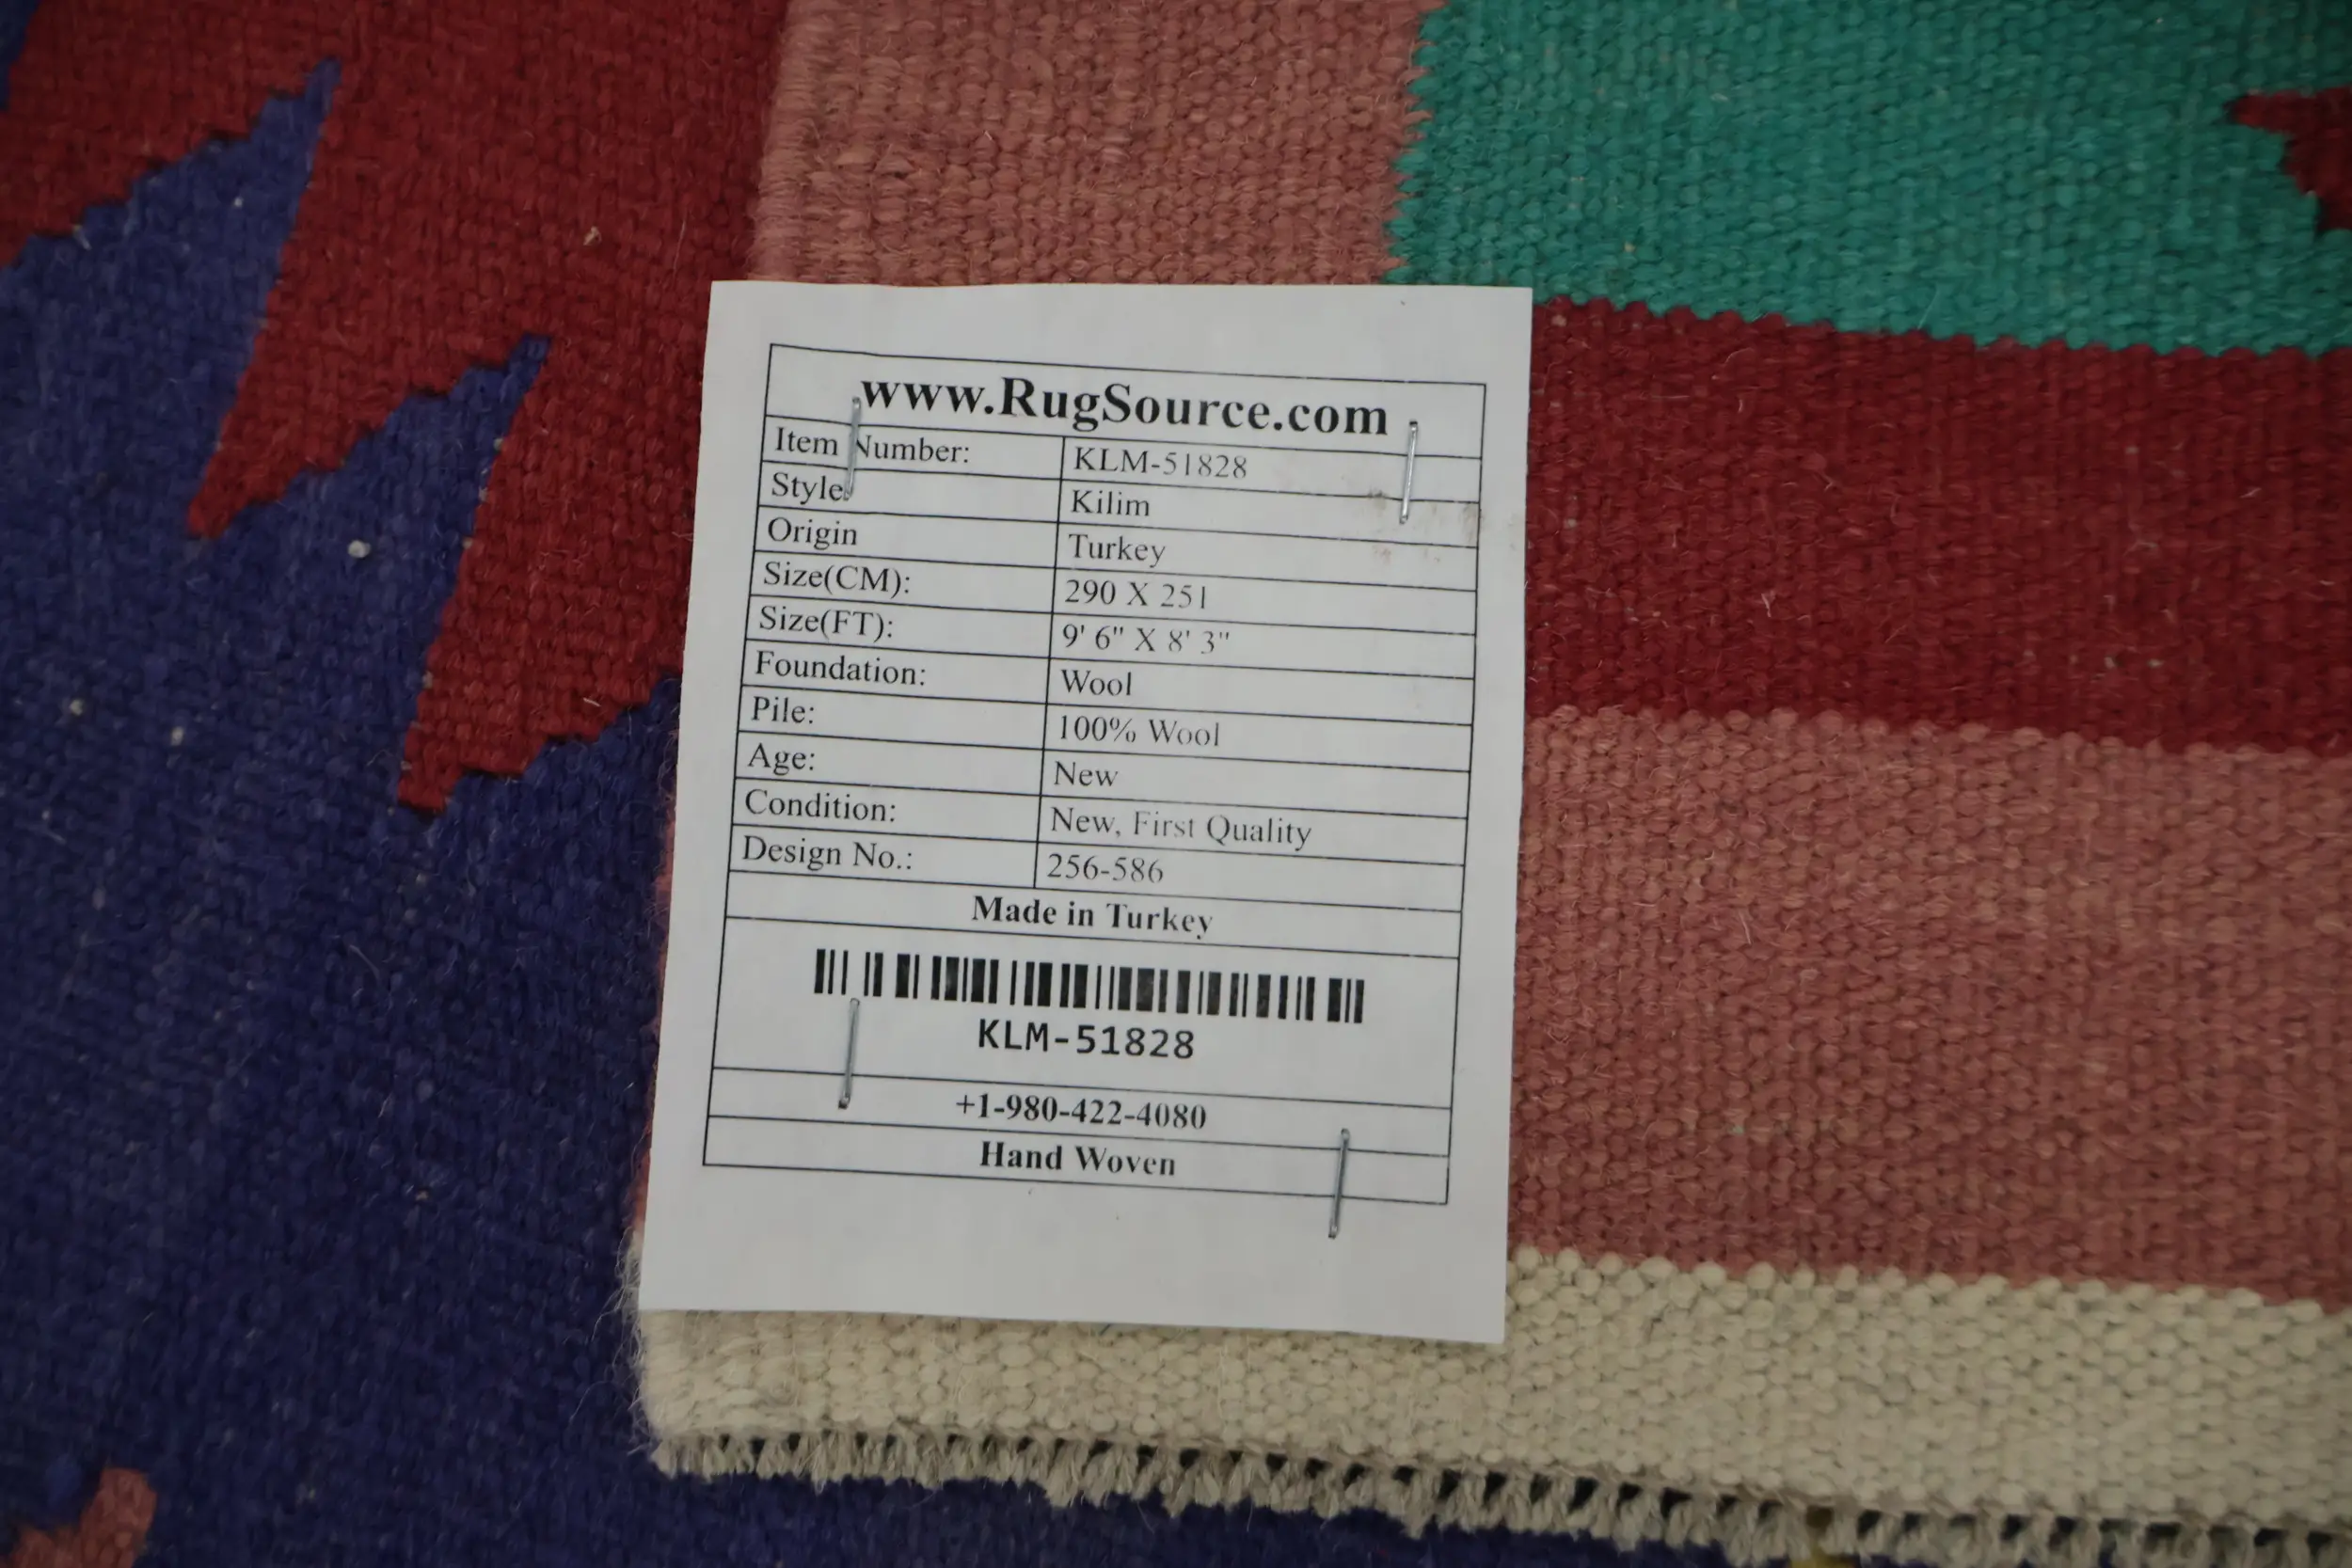 www.RugSource.com
Item Number: KLM-51828
Style: Kilim
Origin Turkey
Size(CM): 290 X 251
Size(FT): 9' 6" X 8' 3"
Foundation: Wool
Pile: 100% Wool
Age: New
Condition: New, First Quality
Design No.: 256-586
Made in Turkey
KLM-51828
+1-980-422-4080
Hand Woven